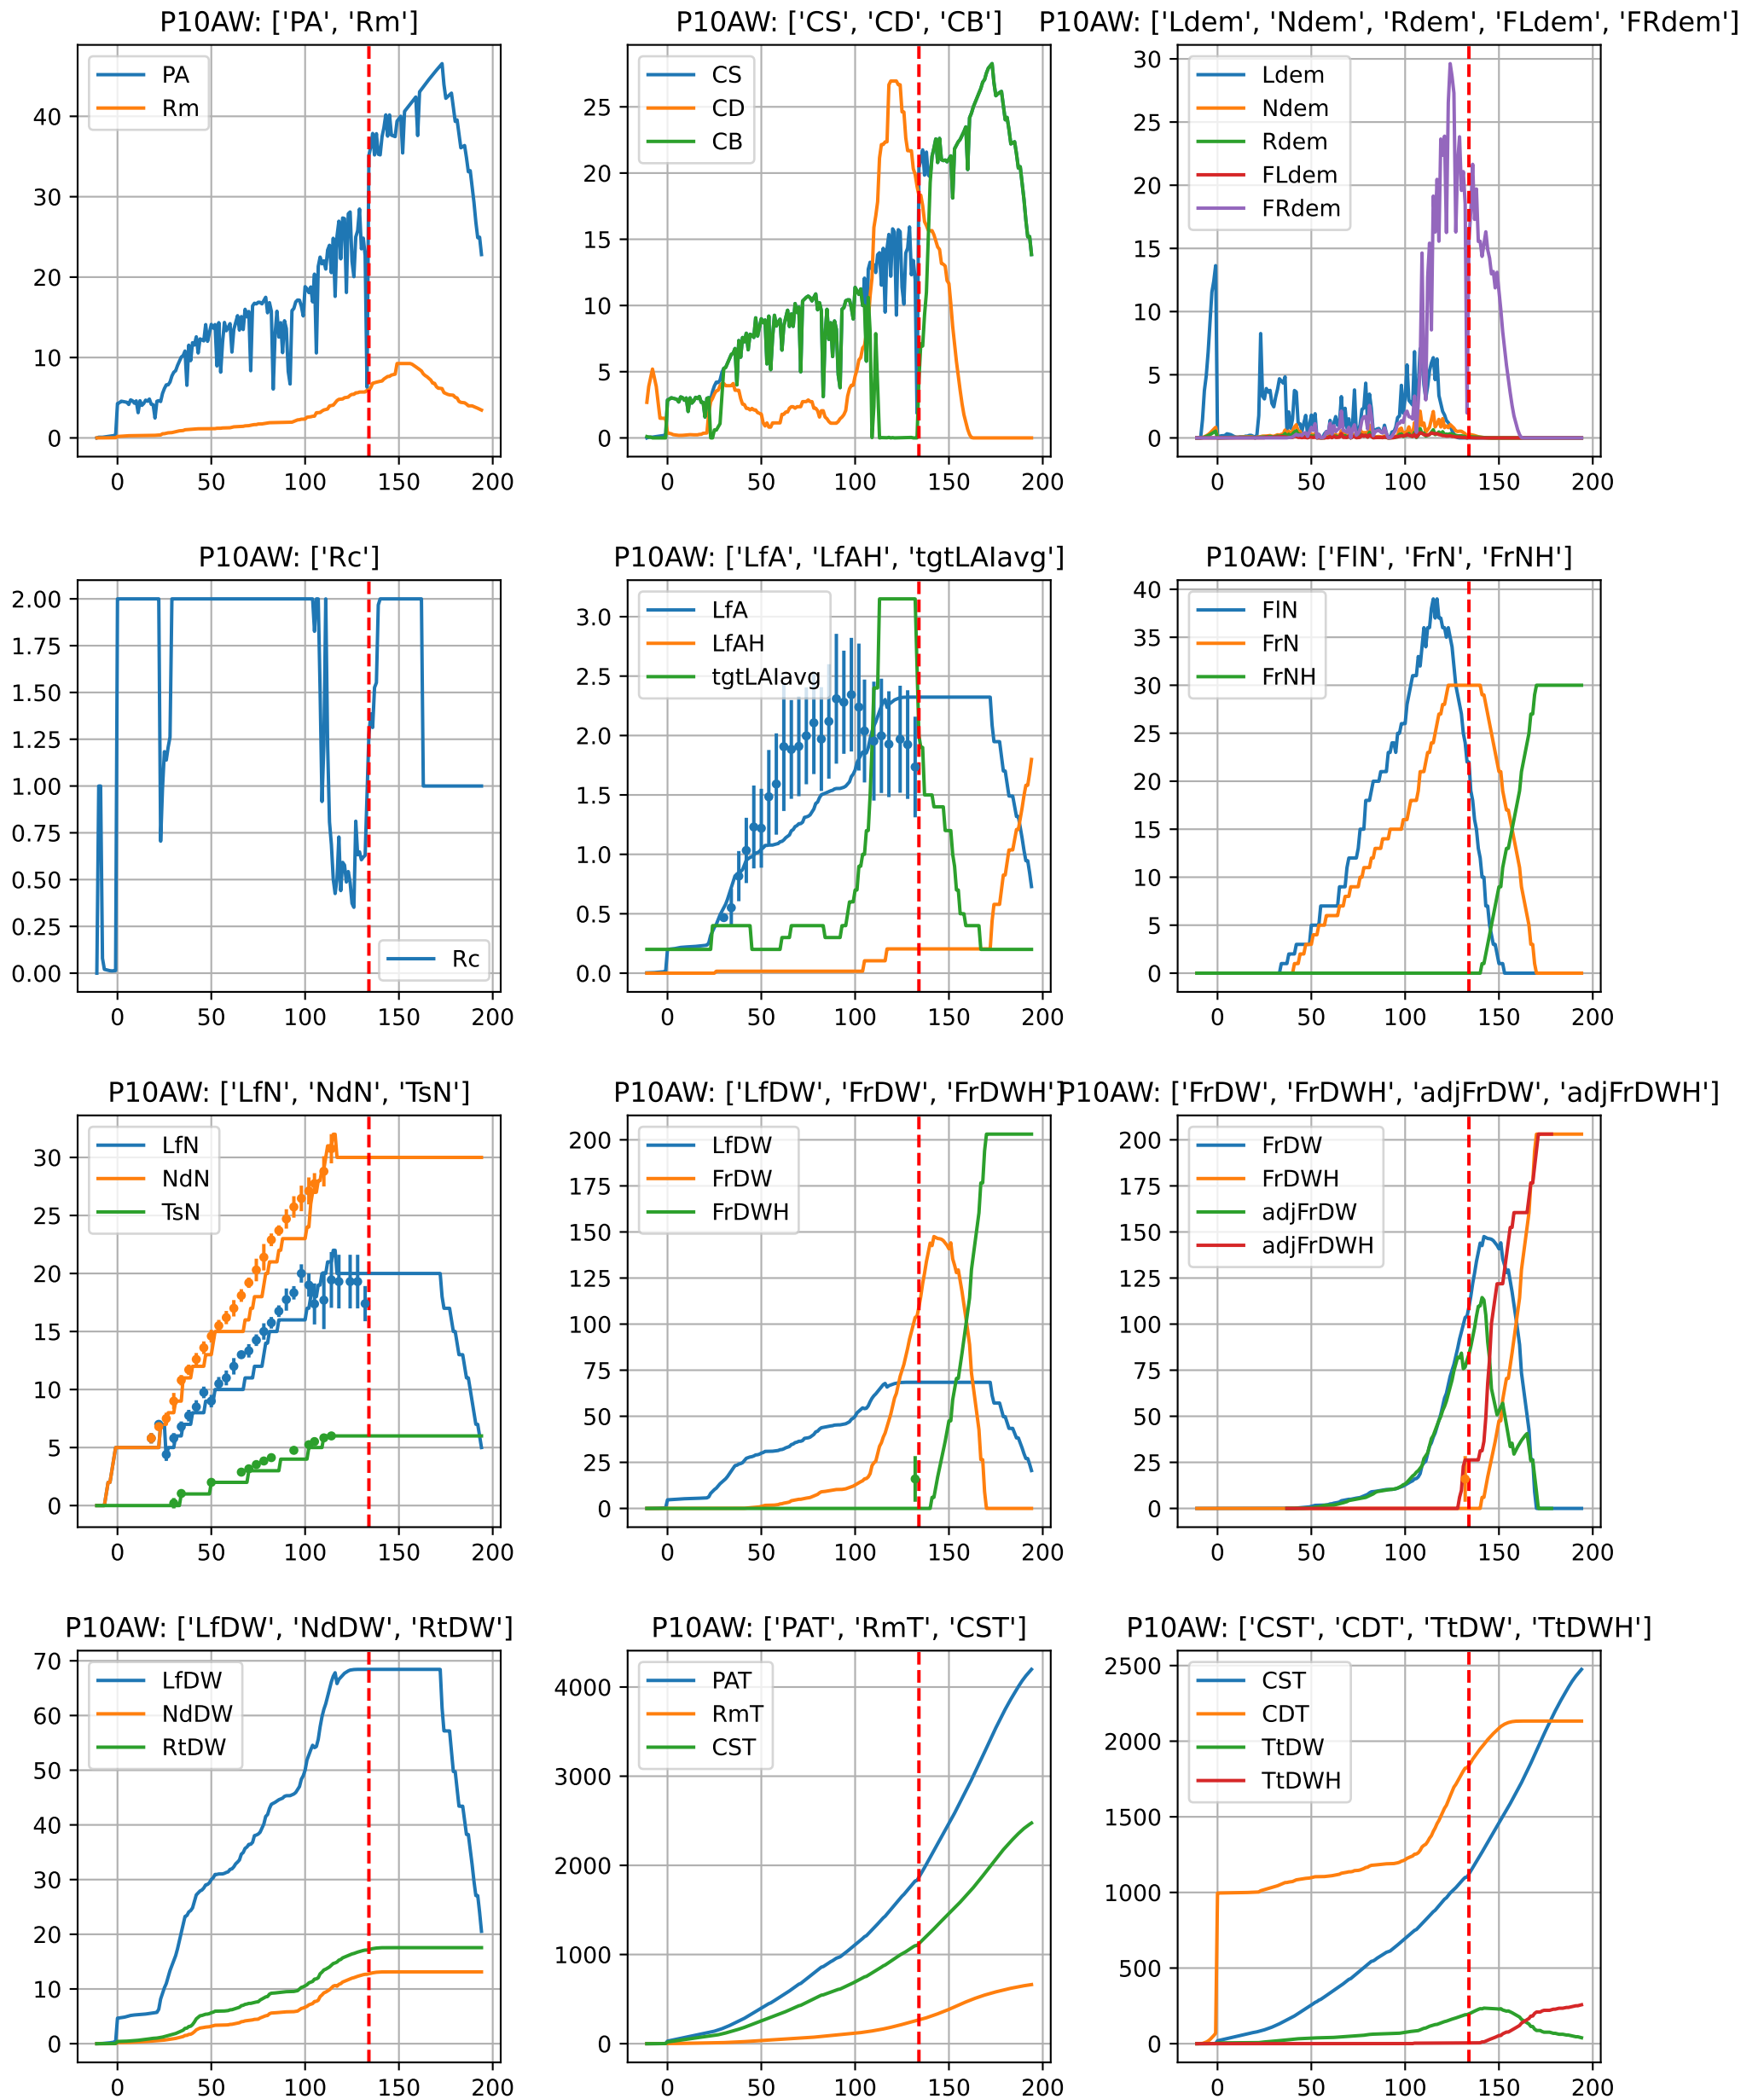 P10AW: ['PA', 'Rm']
PA
Rm
40
30
20
10
0
0 50 100 150 200
P10AW: ['CS', 'CD', 'CB']
CS
CD
CB
25
20
15
10
5
0
0 50 100 150 200
P10AW: ['Ldem', 'Ndem', 'Rdem', 'FLdem', 'FRdem']
Ldem
Ndem
Rdem
FLdem
FRdem
30
25
20
15
10
5
0
0 50 100 150 200
P10AW: ['Rc']
2.00
1.75
1.50
1.25
1.00
0.75
0.50
0.25
0.00
Rc
0 50 100 150 200
P10AW: ['LfA', 'LfAH', 'tgtLAIavg']
LfA
LfAH
tgtLAIavg
3.0
2.5
2.0
1.5
1.0
0.5
0.0
0 50 100 150 200
P10AW: ['FlN', 'FrN', 'FrNH']
FlN
FrN
FrNH
40
35
30
25
20
15
10
5
0
0 50 100 150 200
P10AW: ['LfN', 'NdN', 'TsN']
LfN
NdN
TsN
30
25
20
15
10
5
0
0 50 100 150 200
P10AW: ['LfDW', 'FrDW', 'FrDWH']
LfDW
FrDW
FrDWH
200
175
150
125
100
75
50
25
0
0 50 100 150 200
P10AW: ['FrDW', 'FrDWH', 'adjFrDW', 'adjFrDWH']
FrDW
FrDWH
adjFrDW
adjFrDWH
200
175
150
125
100
75
50
25
0
0 50 100 150 200
P10AW: ['LfDW', 'NdDW', 'RtDW']
LfDW
NdDW
RtDW
70
60
50
40
30
20
10
0
0 50 100 150 200
P10AW: ['PAT', 'RmT', 'CST']
PAT
RmT
CST
4000
3000
2000
1000
0
0 50 100 150 200
P10AW: ['CST', 'CDT', 'TtDW', 'TtDWH']
CST
CDT
TtDW
TtDWH
2500
2000
1500
1000
500
0
0 50 100 150 200